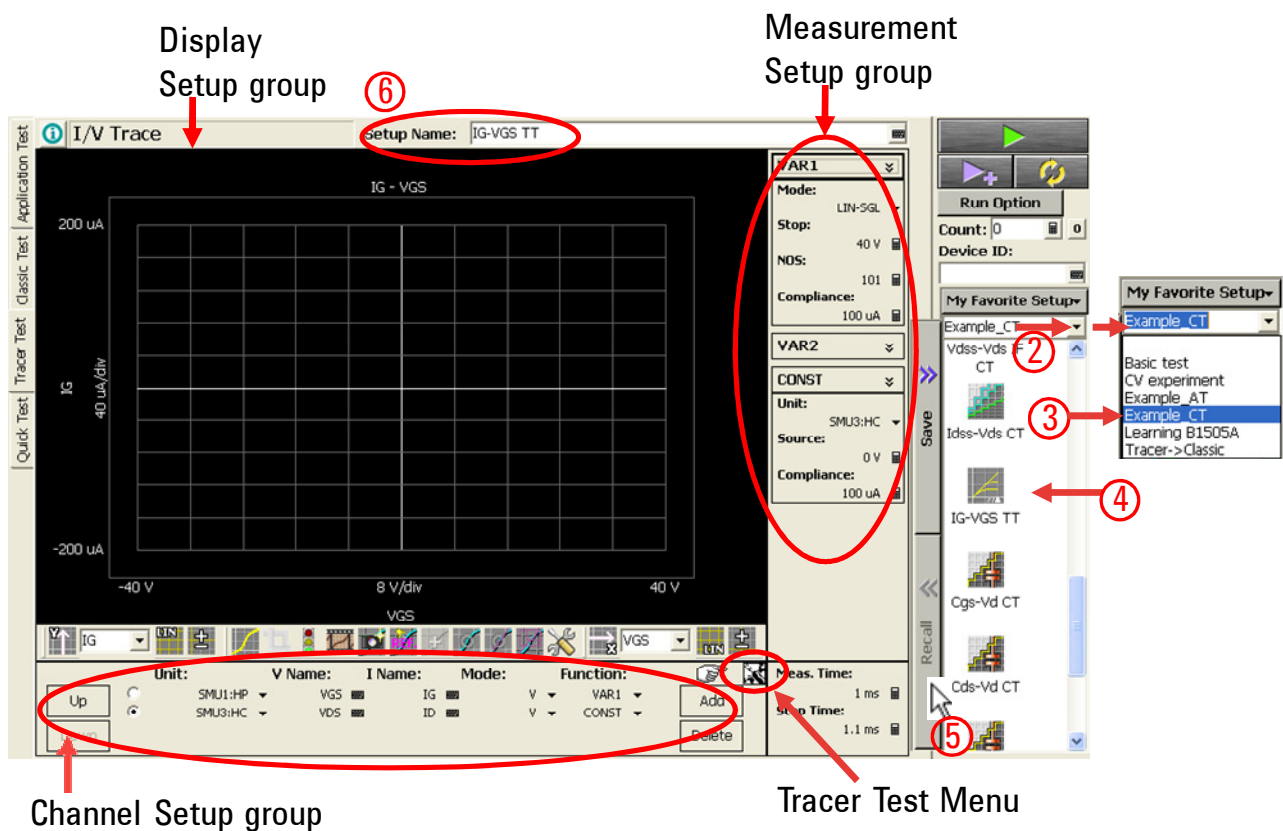 Display
Setup group
Measurement
Setup group
⑥
I/V Trace
Setup Name: IG-VGS TT
Application Test
Classic Test
Tracer Test
Quick Test
IG - VGS
200 uA
IG
40 uA/div
-200 uA
-40 V
8 V/div
40 V
VGS
VAR1
Mode:
LIN-SGL
Stop:
40 V
NOS:
101
Compliance:
100 uA
VAR2
CONST
Unit:
SMU3:HC
Source:
0 V
Compliance:
100 uA
Save
Recall
Run Option
Count: 0
0
Device ID:
My Favorite Setup
Example_CT
②
Vdss-Vds IF
CT
Idss-Vds CT
③
IG-VGS TT
④
Cgs-Vd CT
Cds-Vd CT
⑤
My Favorite Setup
Example_CT
Basic test
CV experiment
Example_AT
Example_CT
Learning B1505A
Tracer->Classic
Y
IG
LIN
X
VGS
LIN
Unit: V Name: I Name: Mode: Function:
Up
SMU1:HP VGS IG V VAR1
Add
SMU3:HC VDS ID V CONST
Down
Delete
Meas. Time:
1 ms
Step Time:
1.1 ms
Channel Setup group
Tracer Test Menu